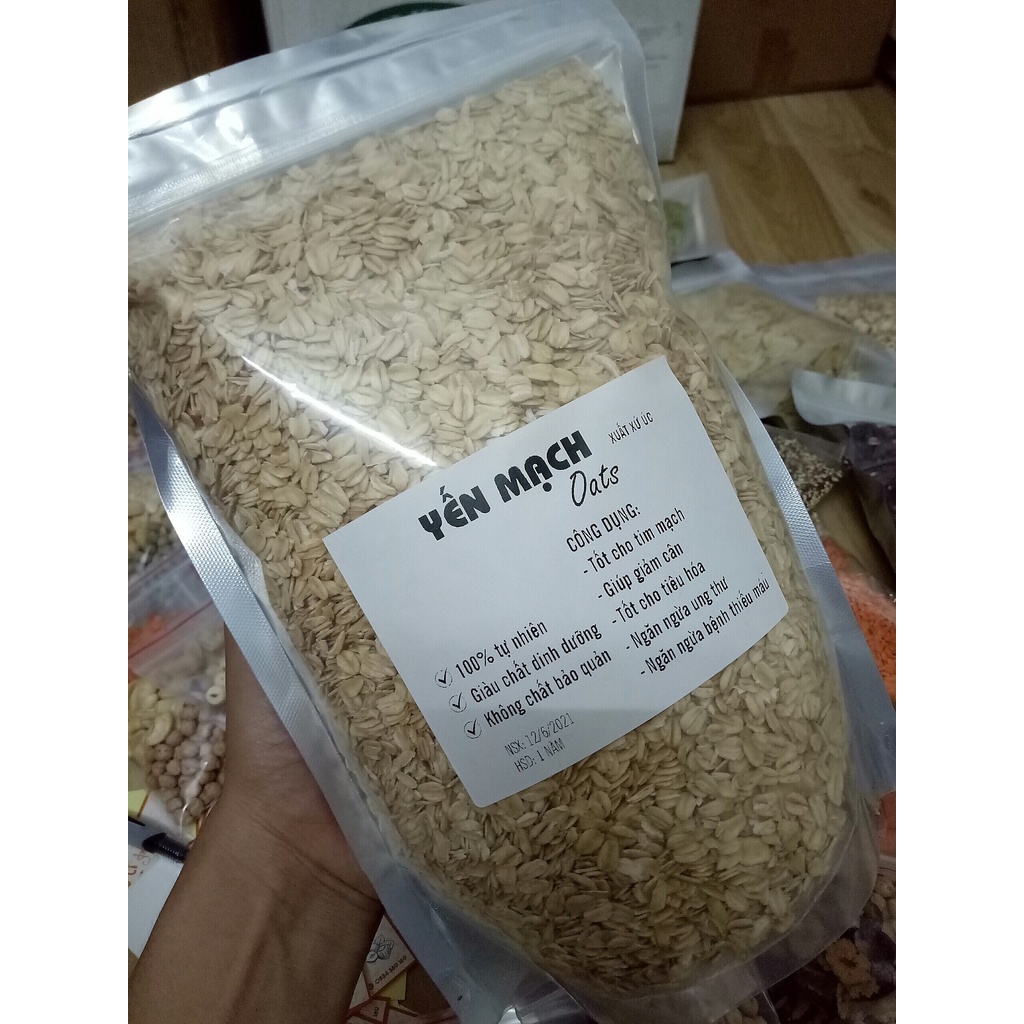 YẾN MẠCH
XUẤT XỨ ÚC
Oats
CÔNG DỤNG:
-Tốt cho tim mạch
- Giúp giảm cân
-Tốt cho tiêu hóa
- Ngăn ngừa ung thư
-Ngăn ngừa bệnh thiếu máu
100% tự nhiên
Giàu chất dinh dưỡng
Không chất bảo quản
NSX: 12/6/2021
HSD: 1 NAM